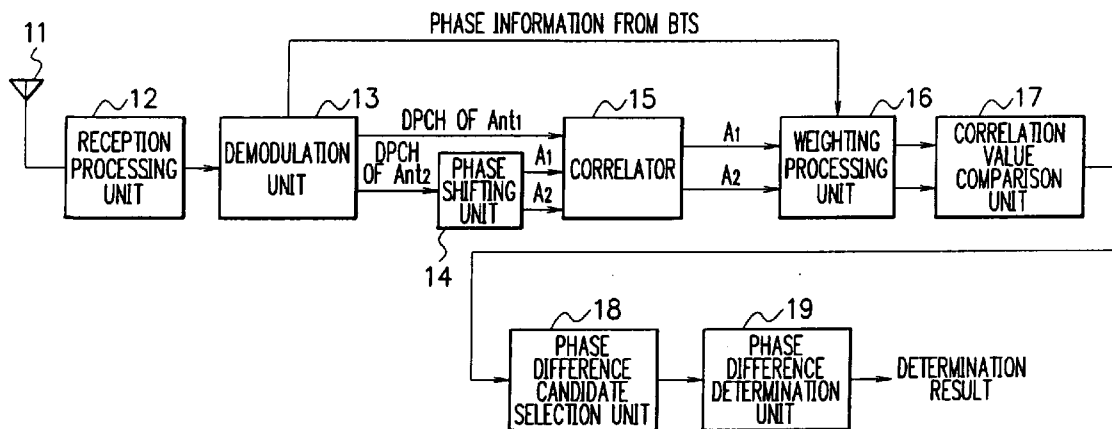 PHASE INFORMATION FROM BTS
11
12
13
15
16
17
RECEPTION
PROCESSING
UNIT
DEMODULATION
UNIT
DPCH OF Ant1
DPCH
OF Ant2
PHASE
SHIFTING
UNIT
14
A1
A2
CORRELATOR
A1
A2
WEIGHTING
PROCESSING
UNIT
CORRELATION
VALUE
COMPARISON
UNIT
18
19
PHASE
DIFFERENCE
CANDIDATE
SELECTION UNIT
PHASE
DIFFERENCE
DETERMINATION
UNIT
DETERMINATION
RESULT